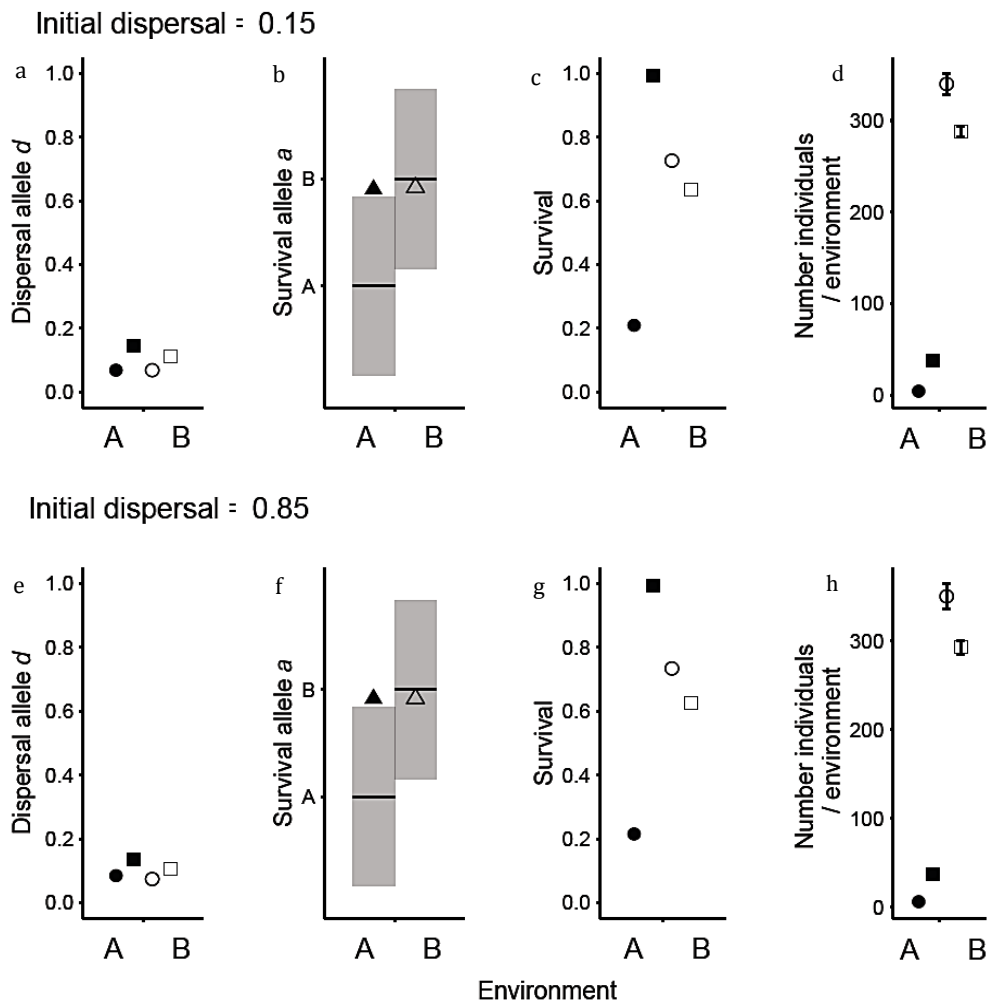 Initial dispersal = 0.15
a
Dispersal allele d
1.0
0.8
0.6
0.4
0.2
0.0
A B
b
Survival allele a
B
A
A B
c
Survival
1.0
0.8
0.6
0.4
0.2
0.0
A B
d
Number individuals
/ environment
300
200
100
0
A B
Initial dispersal = 0.85
e
Dispersal allele d
1.0
0.8
0.6
0.4
0.2
0.0
A B
f
Survival allele a
B
A
A B
g
Survival
1.0
0.8
0.6
0.4
0.2
0.0
A B
h
Number individuals
/ environment
300
200
100
0
A B
Environment